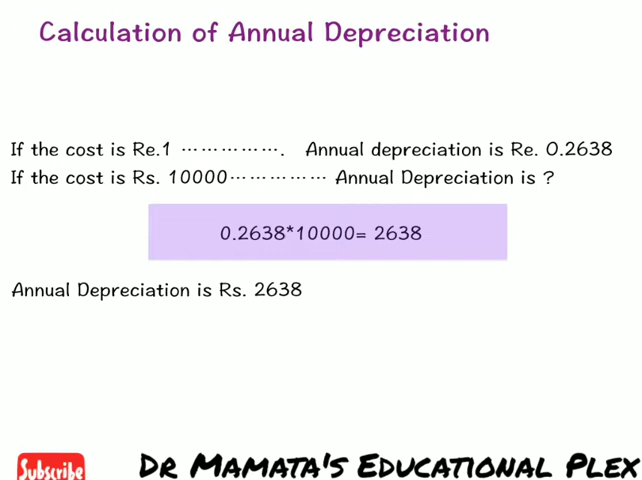 Calculation of Annual Depreciation
If the cost is Re.1 ……………. Annual depreciation is Re. 0.2638
If the cost is Rs. 10000…………… Annual Depreciation is ?
0.2638*10000= 2638
Annual Depreciation is Rs. 2638
Subscribe Dr Mamata's Educational Plex